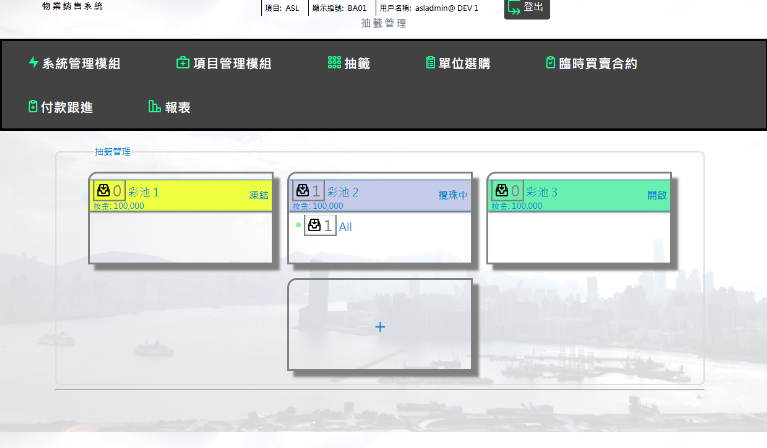 物業銷售系統
項目: ASL 顯示編號: BA01 用戶名稱: asladmin@ DEV 1 登出
抽籤管理
系統管理模組 項目管理模組 抽籤 單位選購 臨時買賣合約
付款跟進 報表
抽籤管理
0 彩池 1 凍結
按金: 100,000
1 彩池 2 攪珠中
按金: 100,000
1 All
0 彩池 3 開啟
按金: 100,000
+